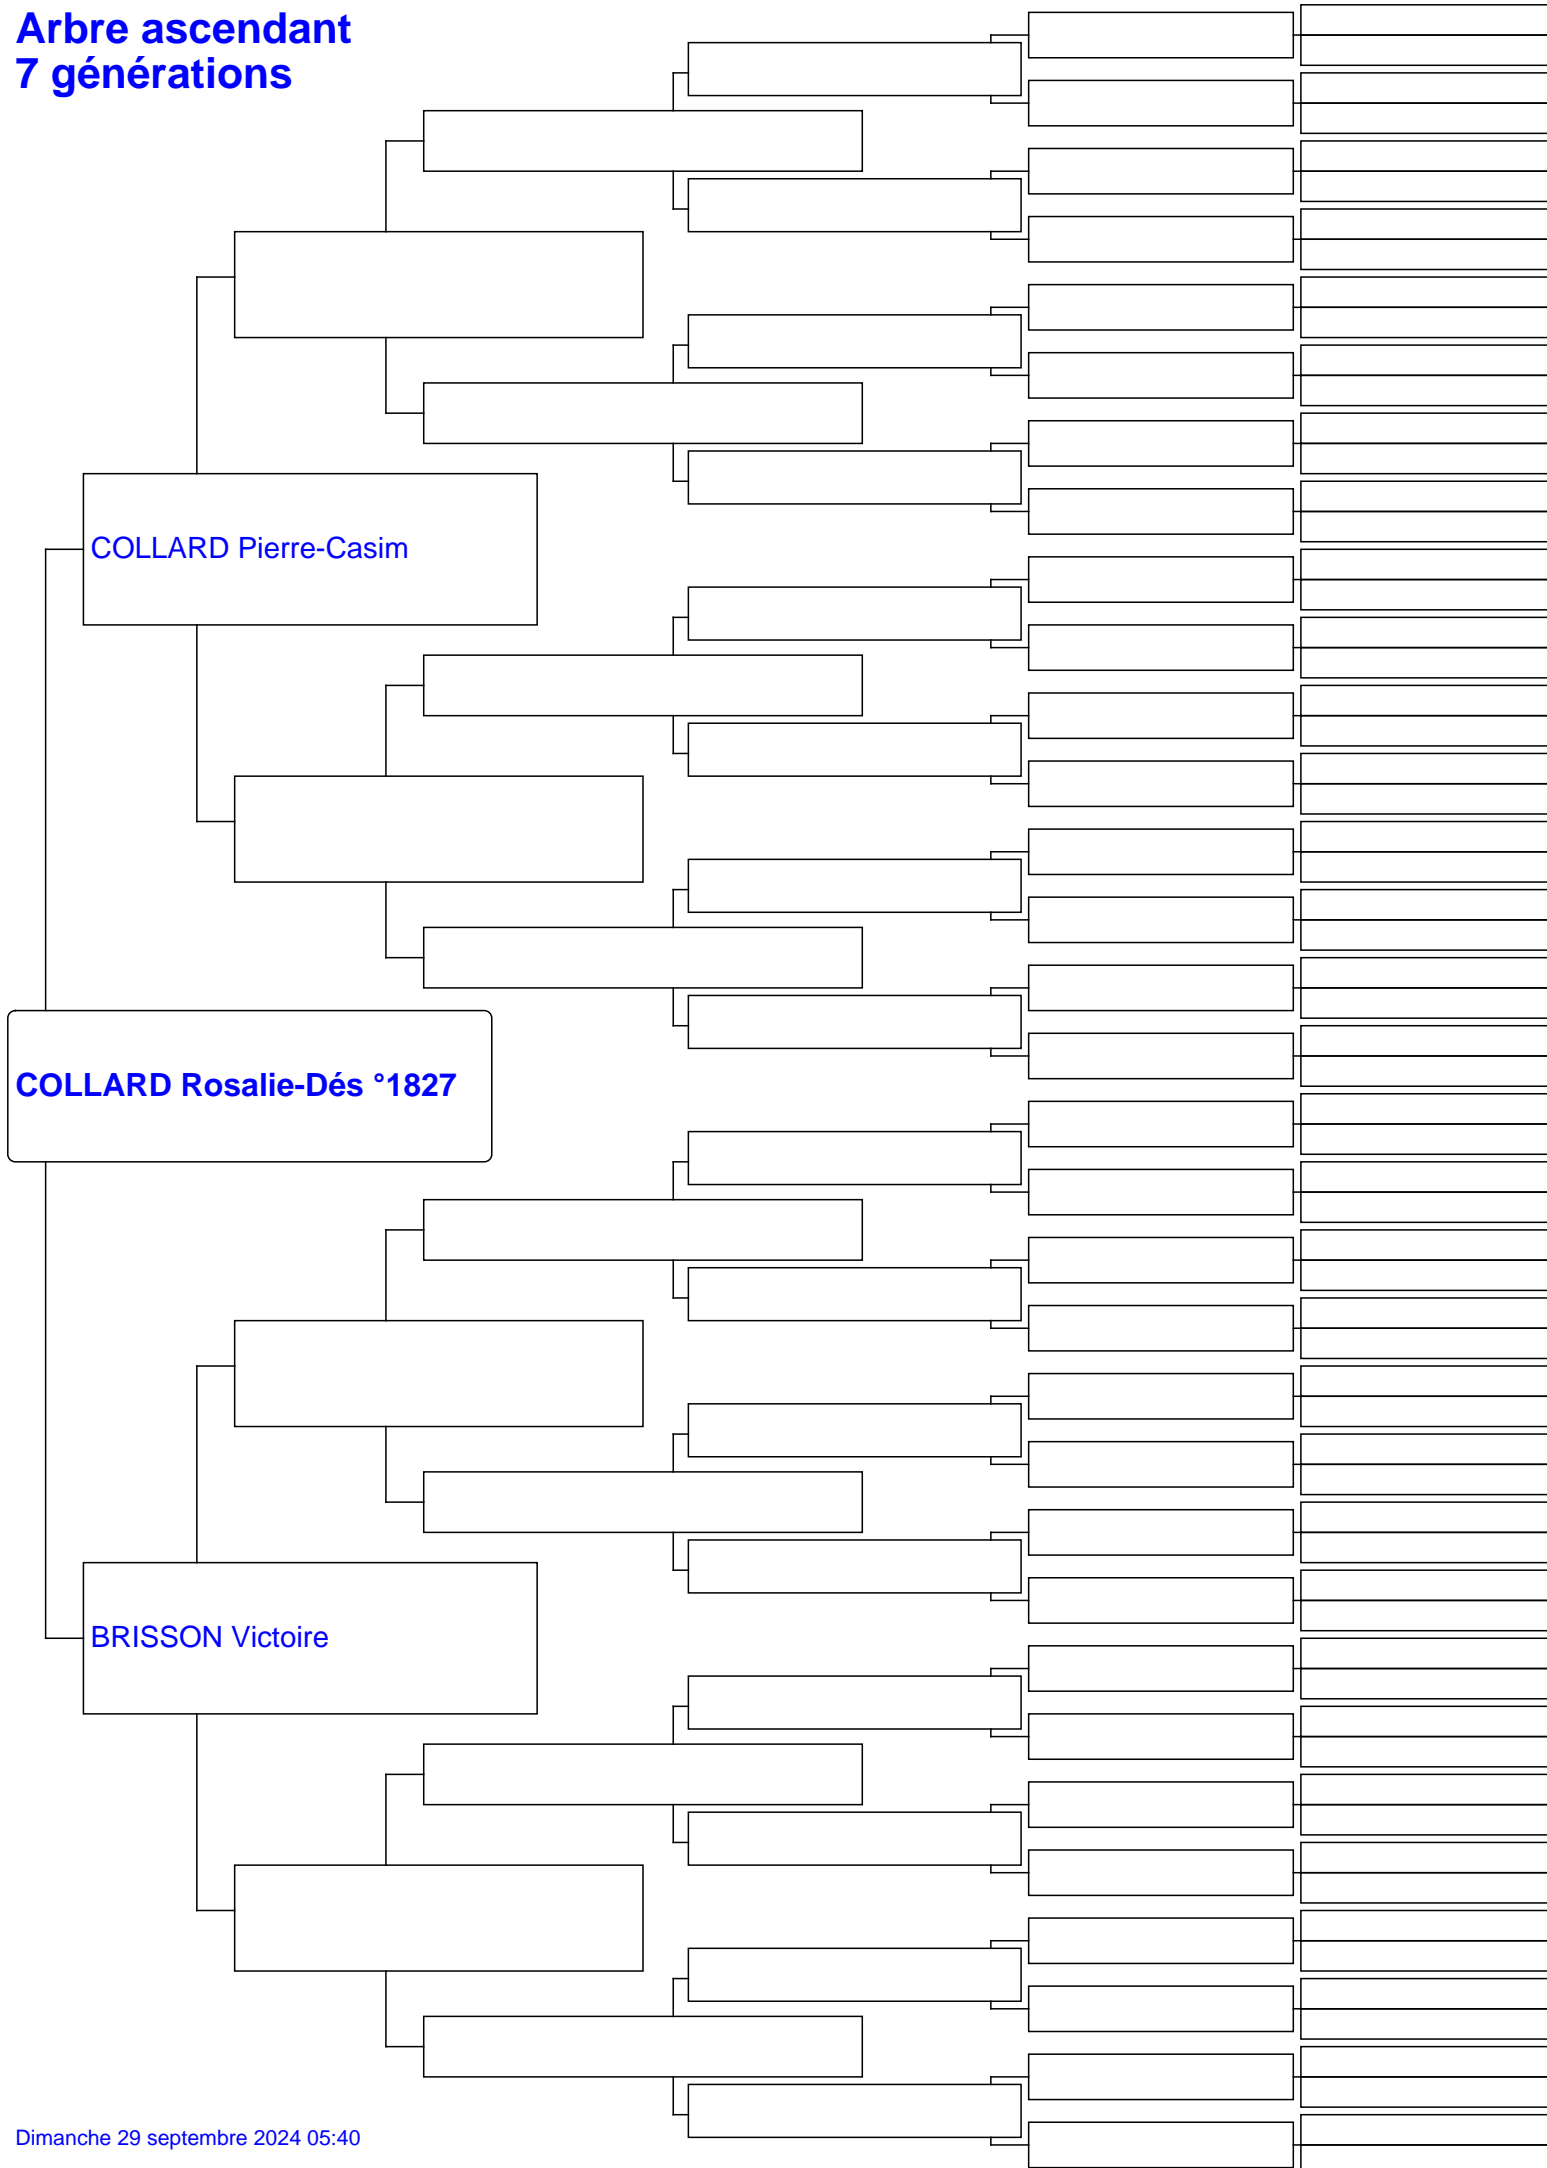 Arbre ascendant
7 générations
COLLARD Pierre-Casim
COLLARD Rosalie-Dés °1827
BRISSON Victoire
Dimanche 29 septembre 2024 05:40